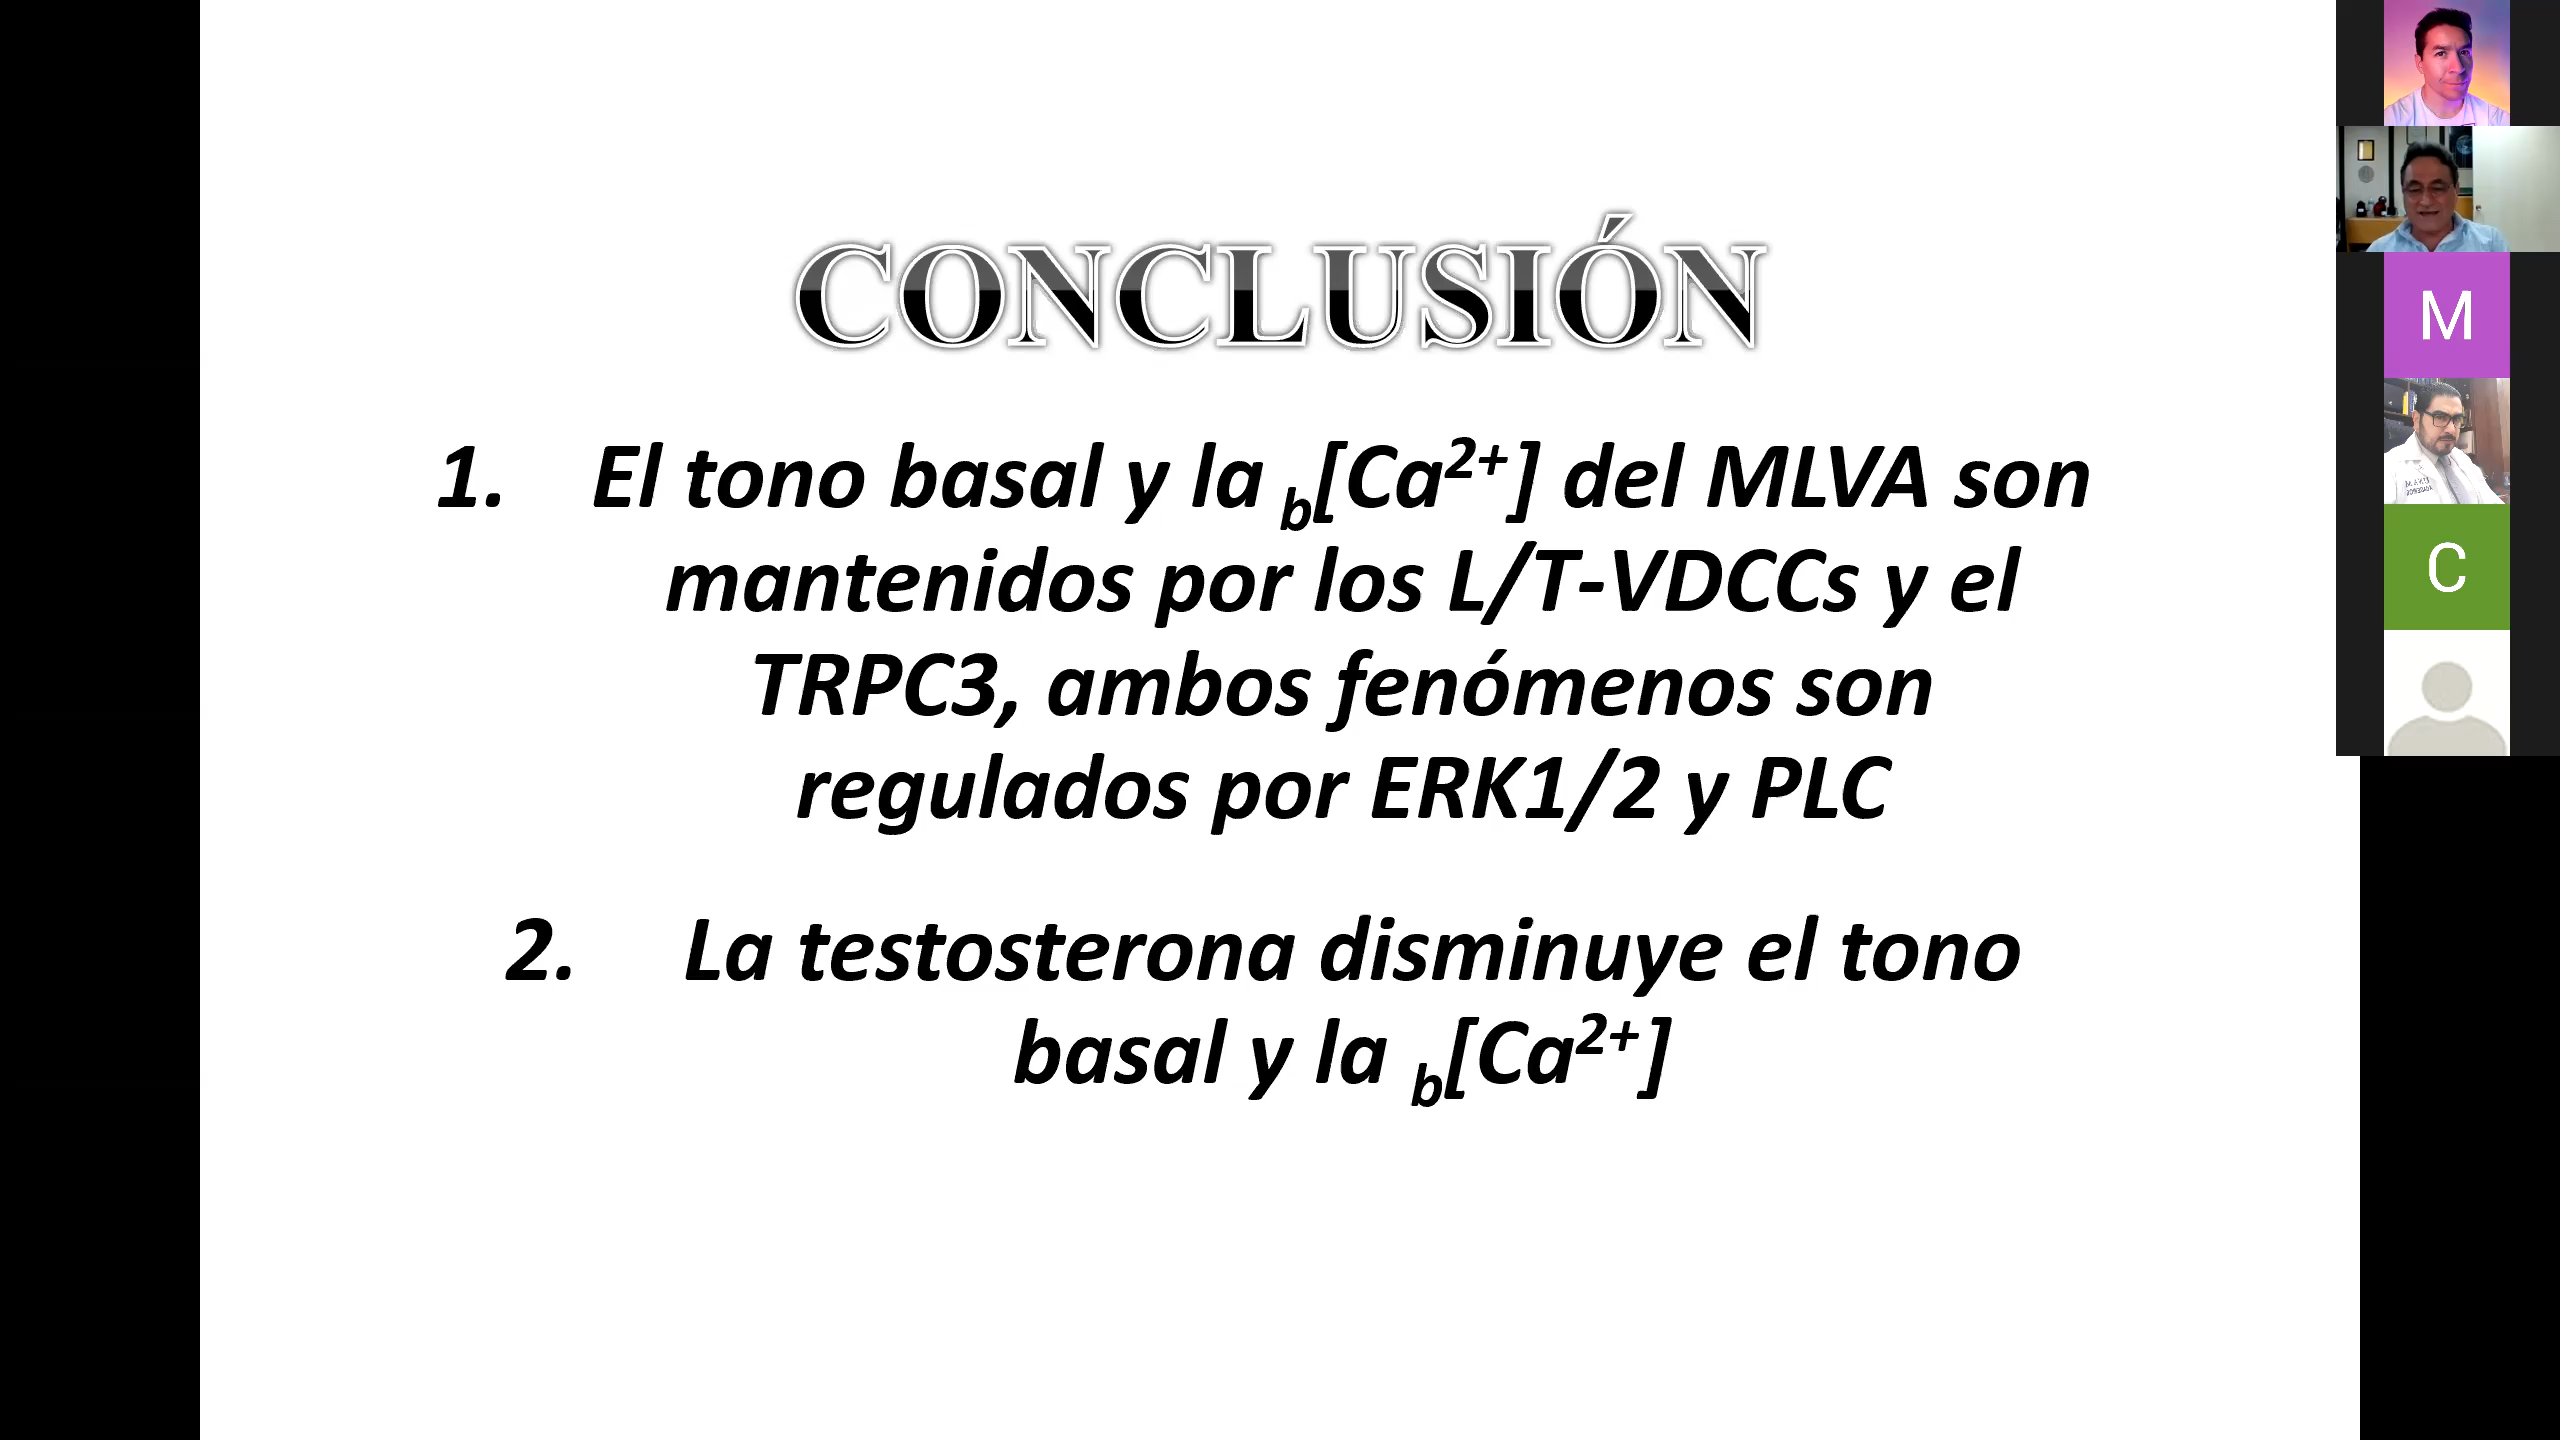 CONCLUSIÓN
1. El tono basal y la b[Ca2+] del MLVA son
mantenidos por los L/T-VDCCs y el
TRPC3, ambos fenómenos son
regulados por ERK1/2 y PLC
2. La testosterona disminuye el tono
basal y la b[Ca2+]
M
C